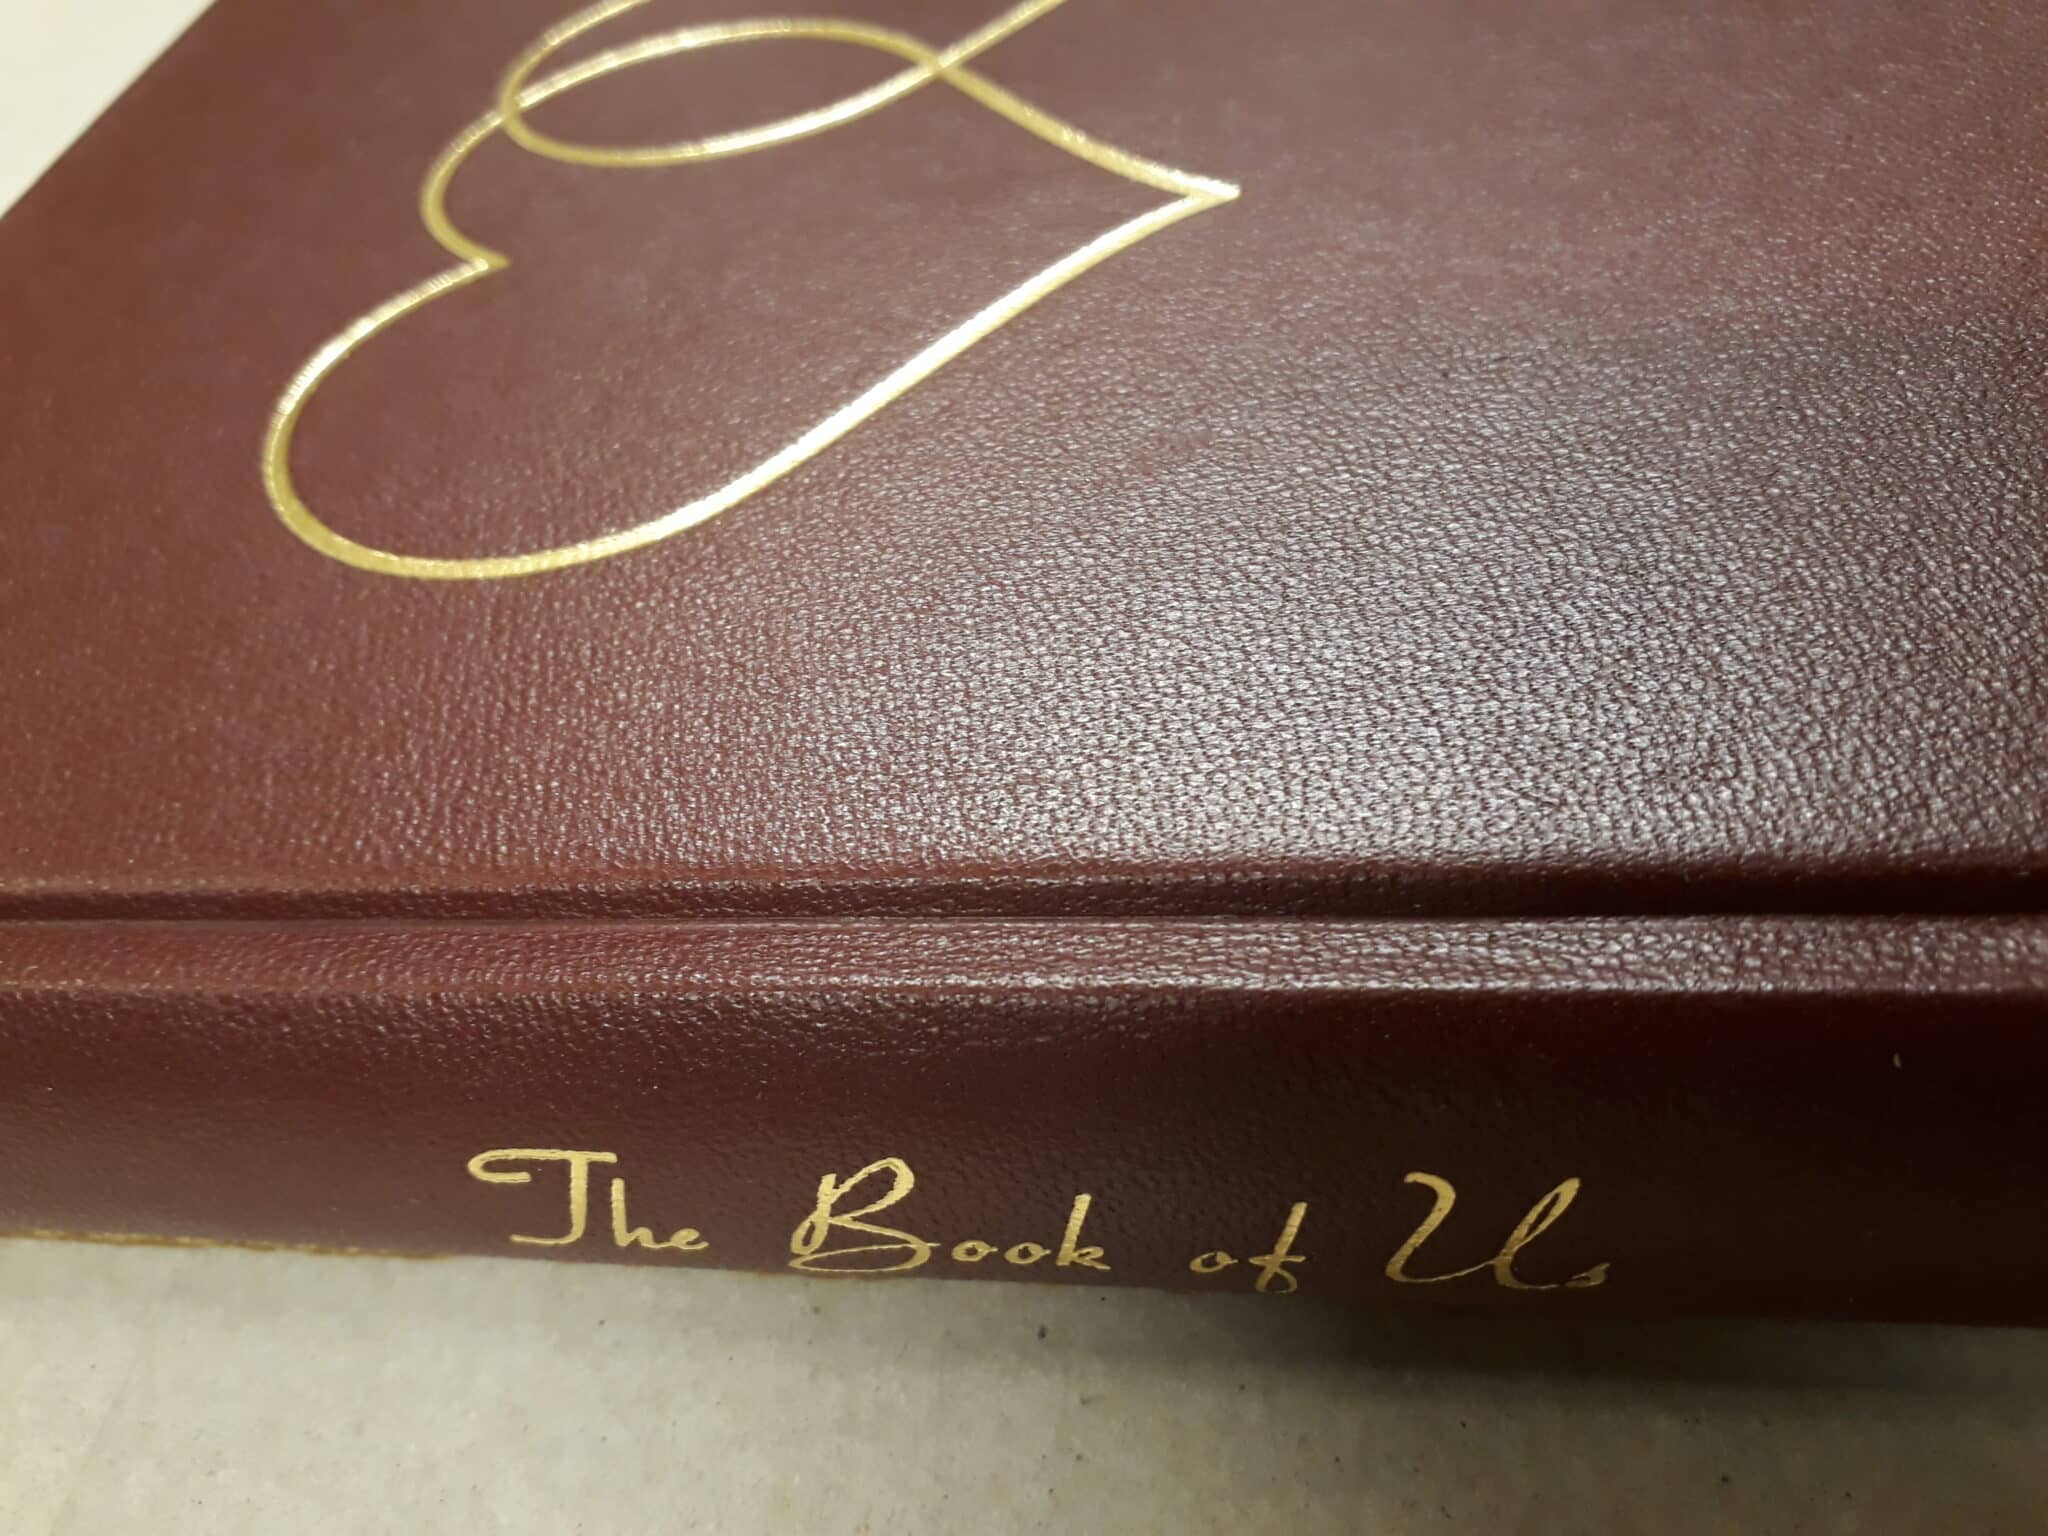 The Book of Us